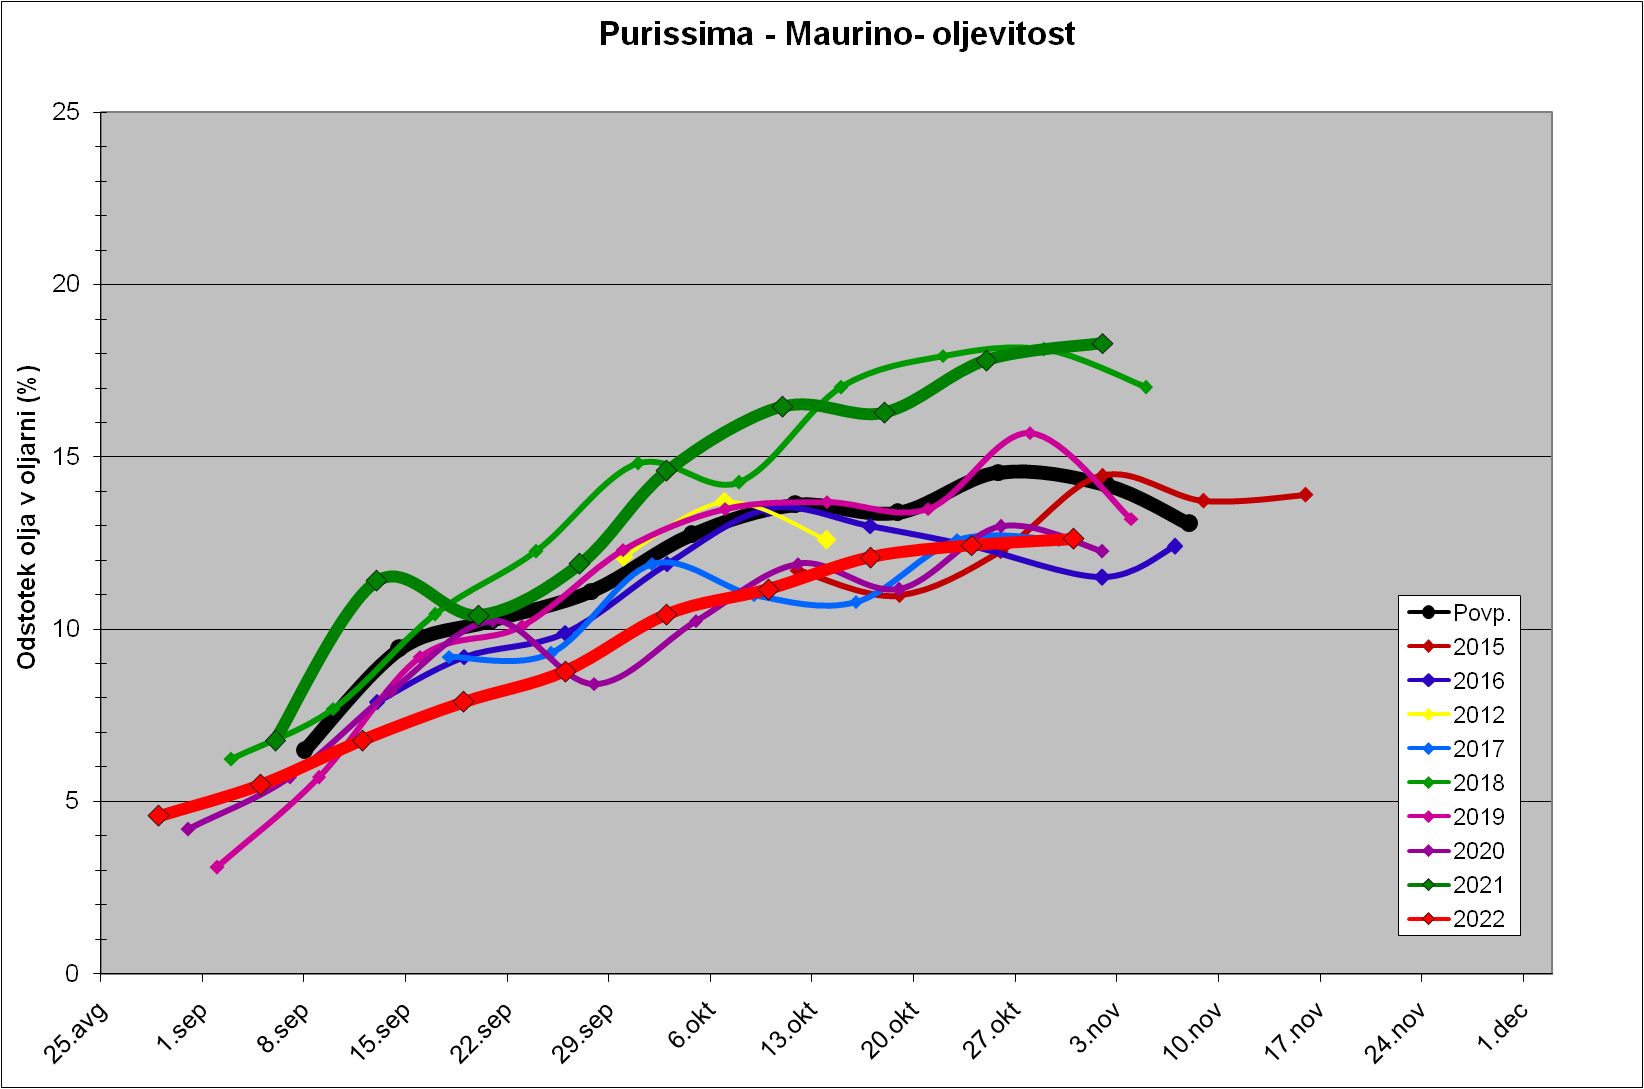 Purissima - Maurino- oljevitost
Odstotek olja v oljarni (%)
25
20
15
10
5
0
25.avg
1.sep
8.sep
15.sep
22.sep
29.sep
6.okt
13.okt
20.okt
27.okt
3.nov
10.nov
17.nov
24.nov
1.dec
Povp.
2015
2016
2012
2017
2018
2019
2020
2021
2022